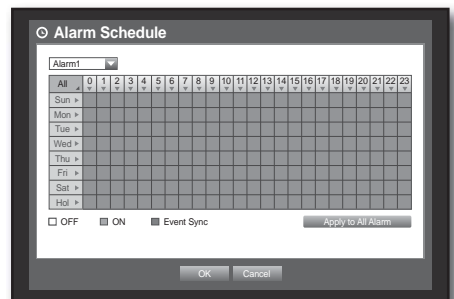 Alarm Schedule
Alarm1
All 0 1 2 3 4 5 6 7 8 9 10 11 12 13 14 15 16 17 18 19 20 21 22 23
Sun
Mon
Tue
Wed
Thu
Fri
Sat
Hol
OFF ON Event Sync Apply to All Alarm
OK Cancel